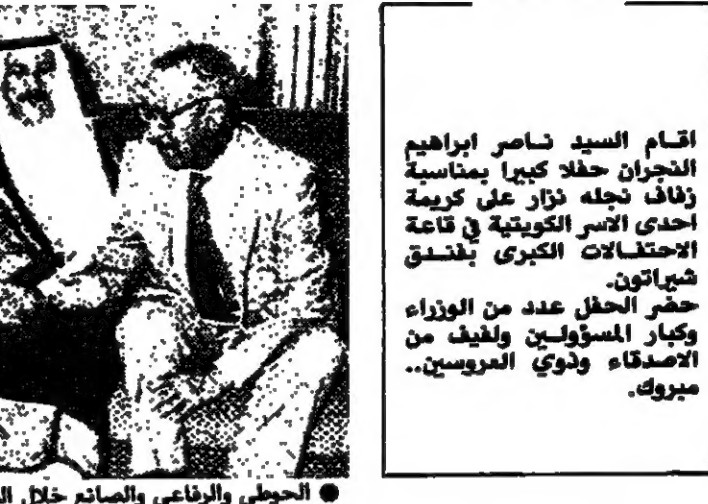 اقام السيد ناصر ابراهيم
النجران حفلا كبيرا بمناسبة
زفاف نجله نزار على كريمة
احدى الاسر الكويتية في قاعة
الاحتفالات الكبرى بفندق
شيراتون.
حضر الحفل عدد من الوزراء
وكبار المسؤولين ولفيف من
الاصدقاء وذوي العروسين..
مبروك.
● الحوطي والرفاعي والصانع خلال